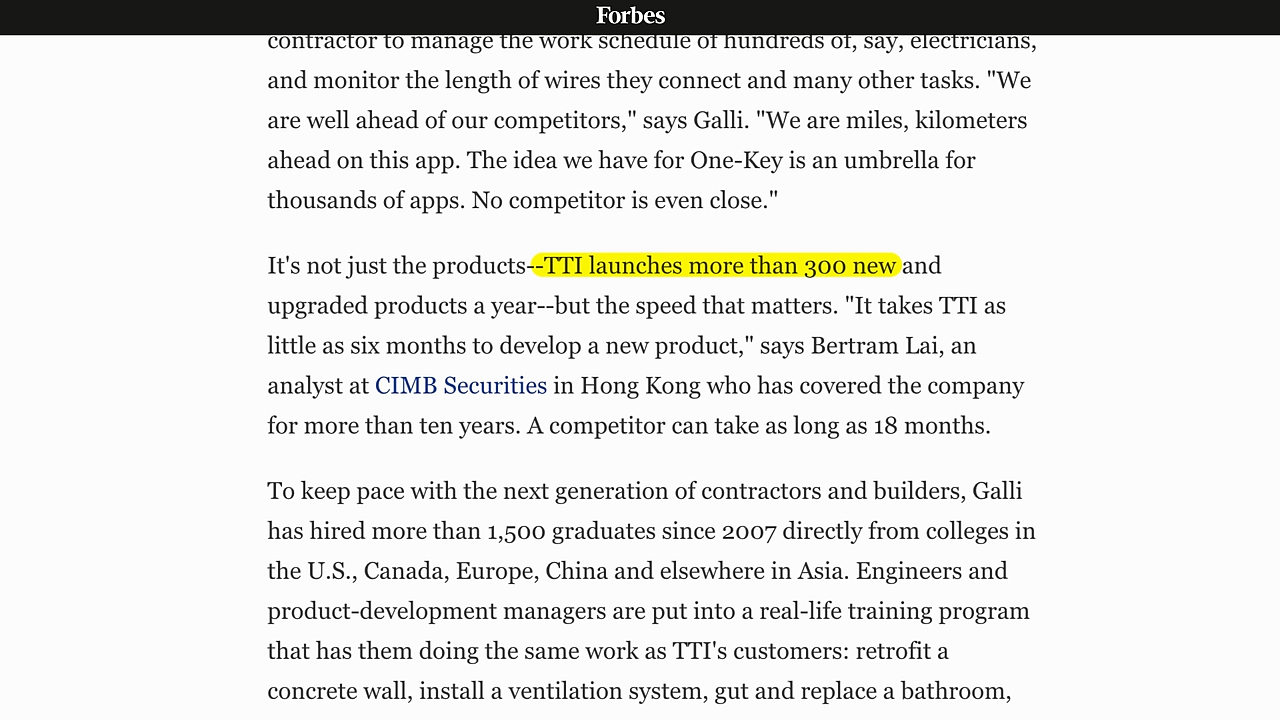 Forbes
contractor to manage the work schedule of hundreds of, say, electricians,
and monitor the length of wires they connect and many other tasks. "We
are well ahead of our competitors," says Galli. "We are miles, kilometers
ahead on this app. The idea we have for One-Key is an umbrella for
thousands of apps. No competitor is even close."
It's not just the products--TTI launches more than 300 new and
upgraded products a year--but the speed that matters. "It takes TTI as
little as six months to develop a new product," says Bertram Lai, an
analyst at CIMB Securities in Hong Kong who has covered the company
for more than ten years. A competitor can take as long as 18 months.
To keep pace with the next generation of contractors and builders, Galli
has hired more than 1,500 graduates since 2007 directly from colleges in
the U.S., Canada, Europe, China and elsewhere in Asia. Engineers and
product-development managers are put into a real-life training program
that has them doing the same work as TTI's customers: retrofit a
concrete wall, install a ventilation system, gut and replace a bathroom,